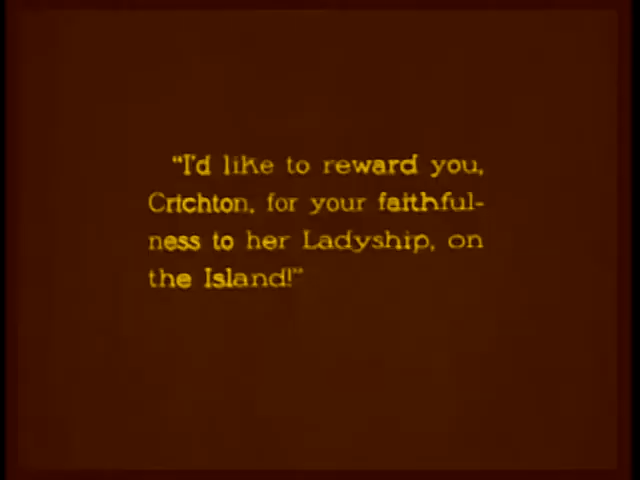 "I'd like to reward you,
Crichton, for your faithful-
ness to her Ladyship, on
the Island!"